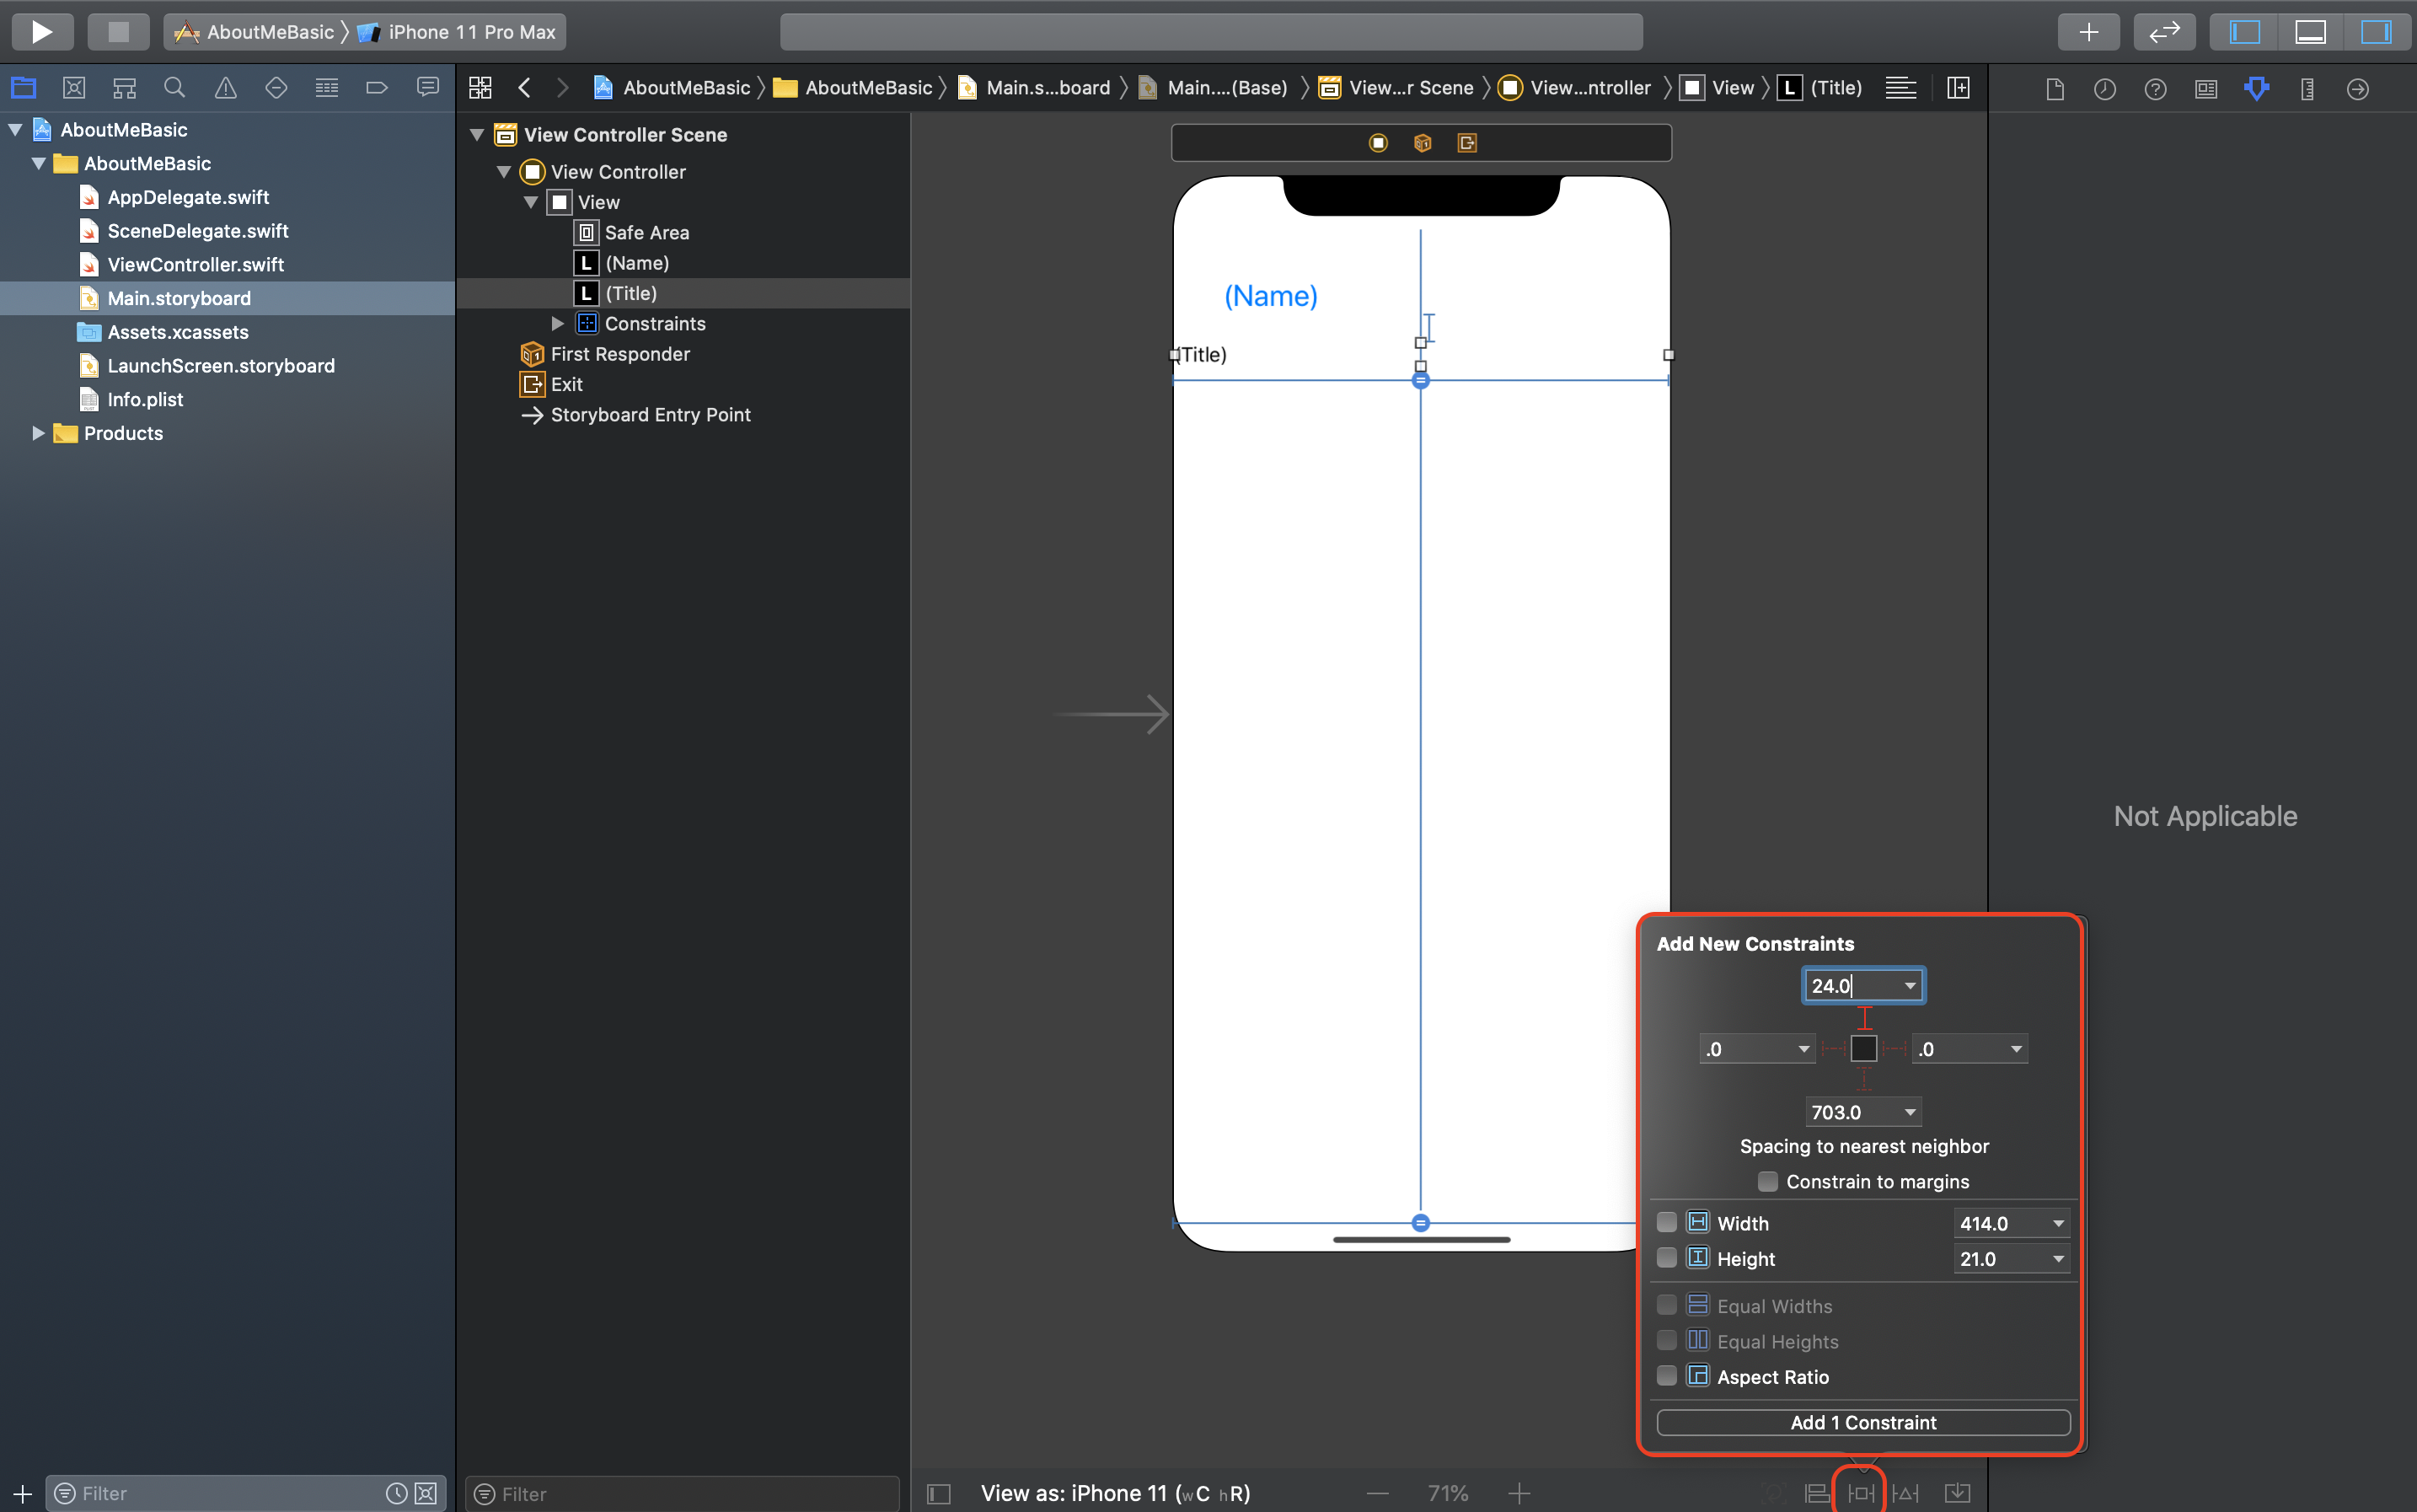 AboutMeBasic 〉 iPhone 11 Pro Max
AboutMeBasic 〉 AboutMeBasic 〉 Main.s...board 〉 Main....(Base) 〉 View...r Scene 〉 View...ntroller 〉 View 〉 L (Title)
AboutMeBasic
AboutMeBasic
AppDelegate.swift
SceneDelegate.swift
ViewController.swift
Main.storyboard
Assets.xcassets
LaunchScreen.storyboard
Info.plist
Products
Filter
View Controller Scene
View Controller
View
Safe Area
L (Name)
L (Title)
Constraints
First Responder
Exit
Storyboard Entry Point
Filter
(Name)
(Title)
View as: iPhone 11 (wC hR)
71%
Not Applicable
Add New Constraints
24.0
.0
.0
703.0
Spacing to nearest neighbor
Constrain to margins
Width 414.0
Height 21.0
Equal Widths
Equal Heights
Aspect Ratio
Add 1 Constraint